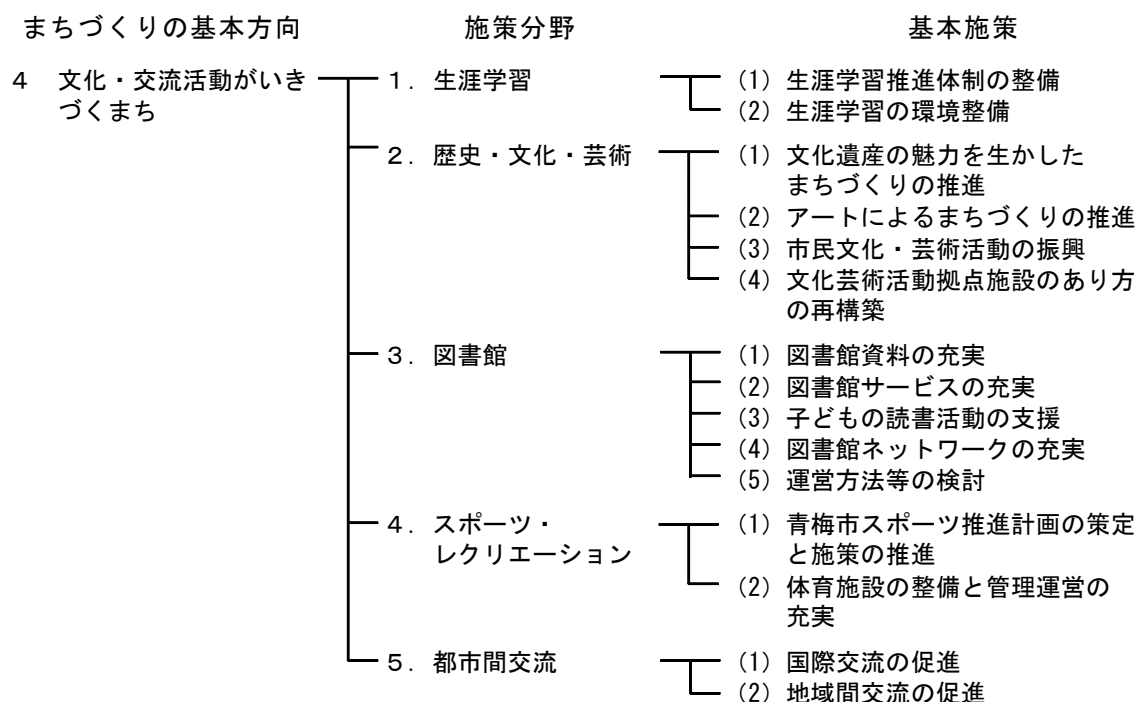 まちづくりの基本方向 施策分野 基本施策
4 文化・交流活動がいき
づくまち
1. 生涯学習
(1) 生涯学習推進体制の整備
(2) 生涯学習の環境整備
2. 歴史・文化・芸術
(1) 文化遺産の魅力を生かした
まちづくりの推進
(2) アートによるまちづくりの推進
(3) 市民文化・芸術活動の振興
(4) 文化芸術活動拠点施設のあり方
の再構築
3. 図書館
(1) 図書館資料の充実
(2) 図書館サービスの充実
(3) 子どもの読書活動の支援
(4) 図書館ネットワークの充実
(5) 運営方法等の検討
4. スポーツ・
レクリエーション
(1) 青梅市スポーツ推進計画の策定
と施策の推進
(2) 体育施設の整備と管理運営の
充実
5. 都市間交流
(1) 国際交流の促進
(2) 地域間交流の促進